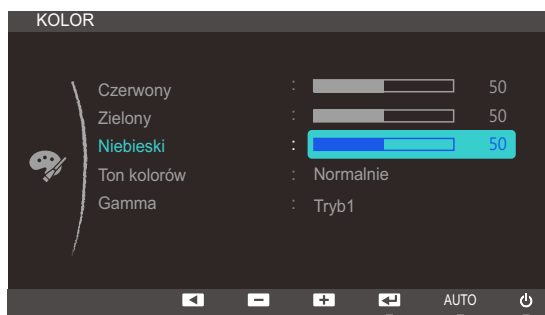 KOLOR
Czerwony : 50
Zielony : 50
Niebieski : 50
Ton kolorów : Normalnie
Gamma : Tryb1
AUTO